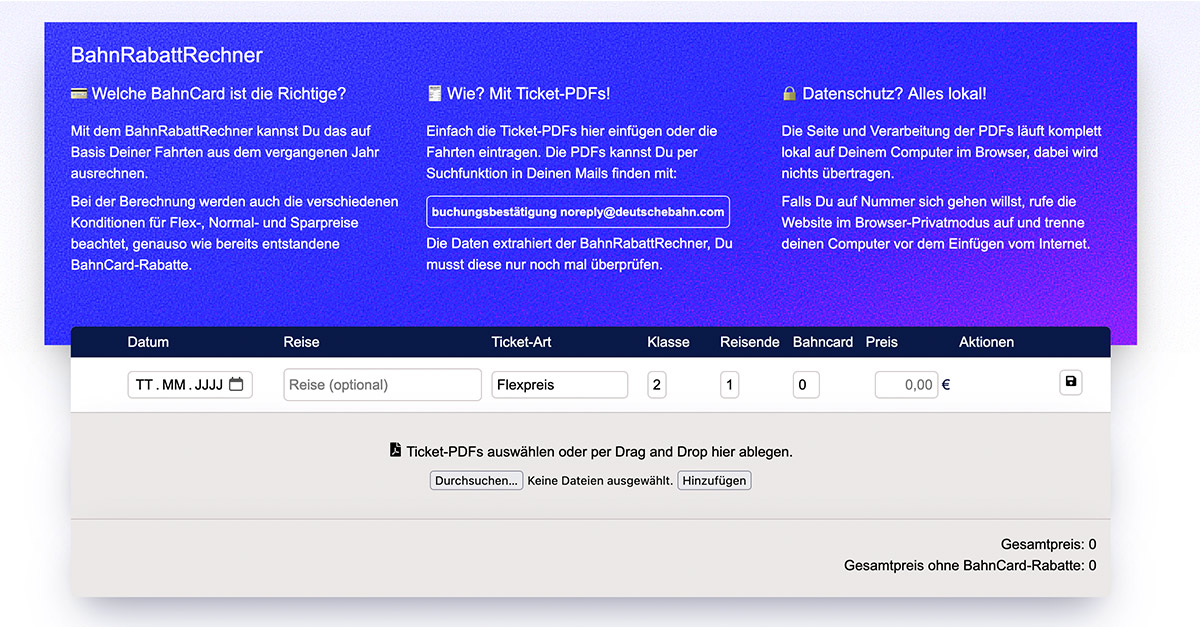 BahnRabattRechner
Welche BahnCard ist die Richtige?
Mit dem BahnRabattRechner kannst Du das auf
Basis Deiner Fahrten aus dem vergangenen Jahr
ausrechnen.
Bei der Berechnung werden auch die verschiedenen
Konditionen für Flex-, Normal- und Sparpreise
beachtet, genauso wie bereits entstandene
BahnCard-Rabatte.
Wie? Mit Ticket-PDFs!
Einfach die Ticket-PDFs hier einfügen oder die
Fahrten eintragen. Die PDFs kannst Du per
Suchfunktion in Deinen Mails finden mit:
buchungsbestätigung noreply@deutschebahn.com
Die Daten extrahiert der BahnRabattRechner, Du
musst diese nur noch mal überprüfen.
Datenschutz? Alles lokal!
Die Seite und Verarbeitung der PDFs läuft komplett
lokal auf Deinem Computer im Browser, dabei wird
nichts übertragen.
Falls Du auf Nummer sich gehen willst, rufe die
Website im Browser-Privatmodus auf und trenne
deinen Computer vor dem Einfügen vom Internet.
Datum Reise Ticket-Art Klasse Reisende Bahncard Preis Aktionen
TT.MM.JJJJ Reise (optional) Flexpreis 2 1 0 0,00 €
Ticket-PDFs auswählen oder per Drag and Drop hier ablegen.
Durchsuchen... Keine Dateien ausgewählt. Hinzufügen
Gesamtpreis: 0
Gesamtpreis ohne BahnCard-Rabatte: 0